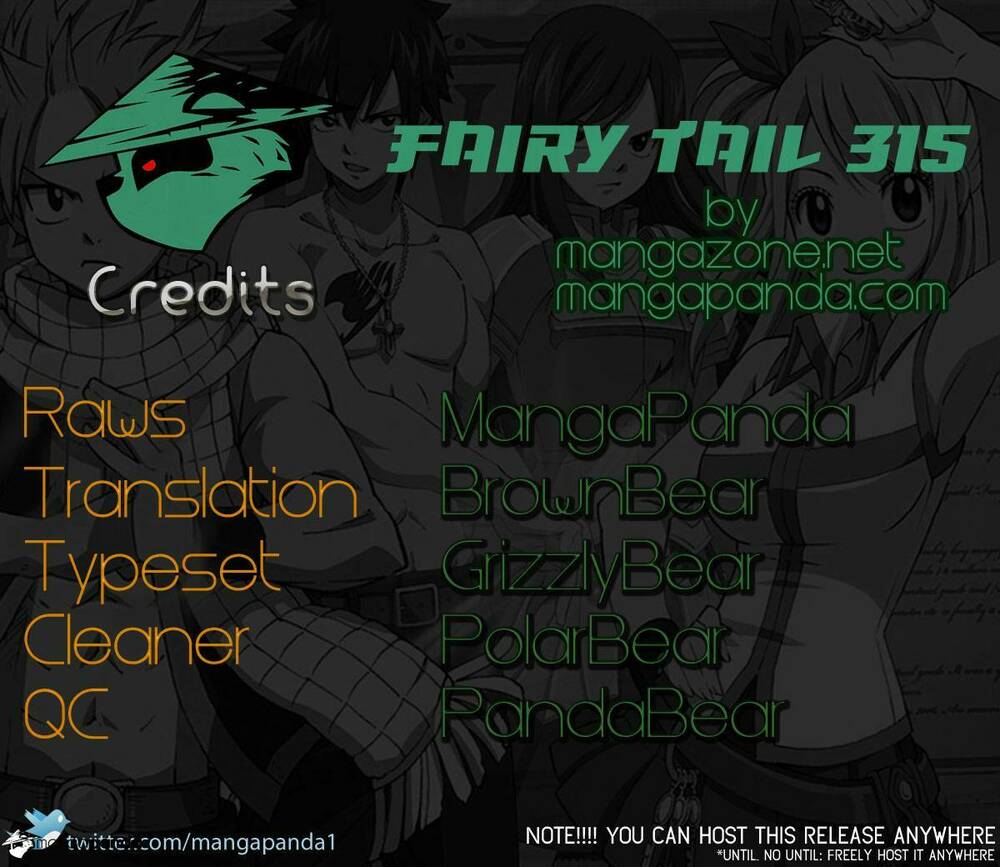 FAIRY TAIL 315
by
mangazone.net
mangapanda.com
Credits
Raws MangaPanda
Translation BrownBear
Typeset GrizzlyBear
Cleaner PolarBear
QC PandaBear
twitter.com/mangapanda1
NOTE!!!! YOU CAN HOST THIS RELEASE ANYWHERE
*UNTIL NO UNTIL: FREELY HOST IT ANYWHERE